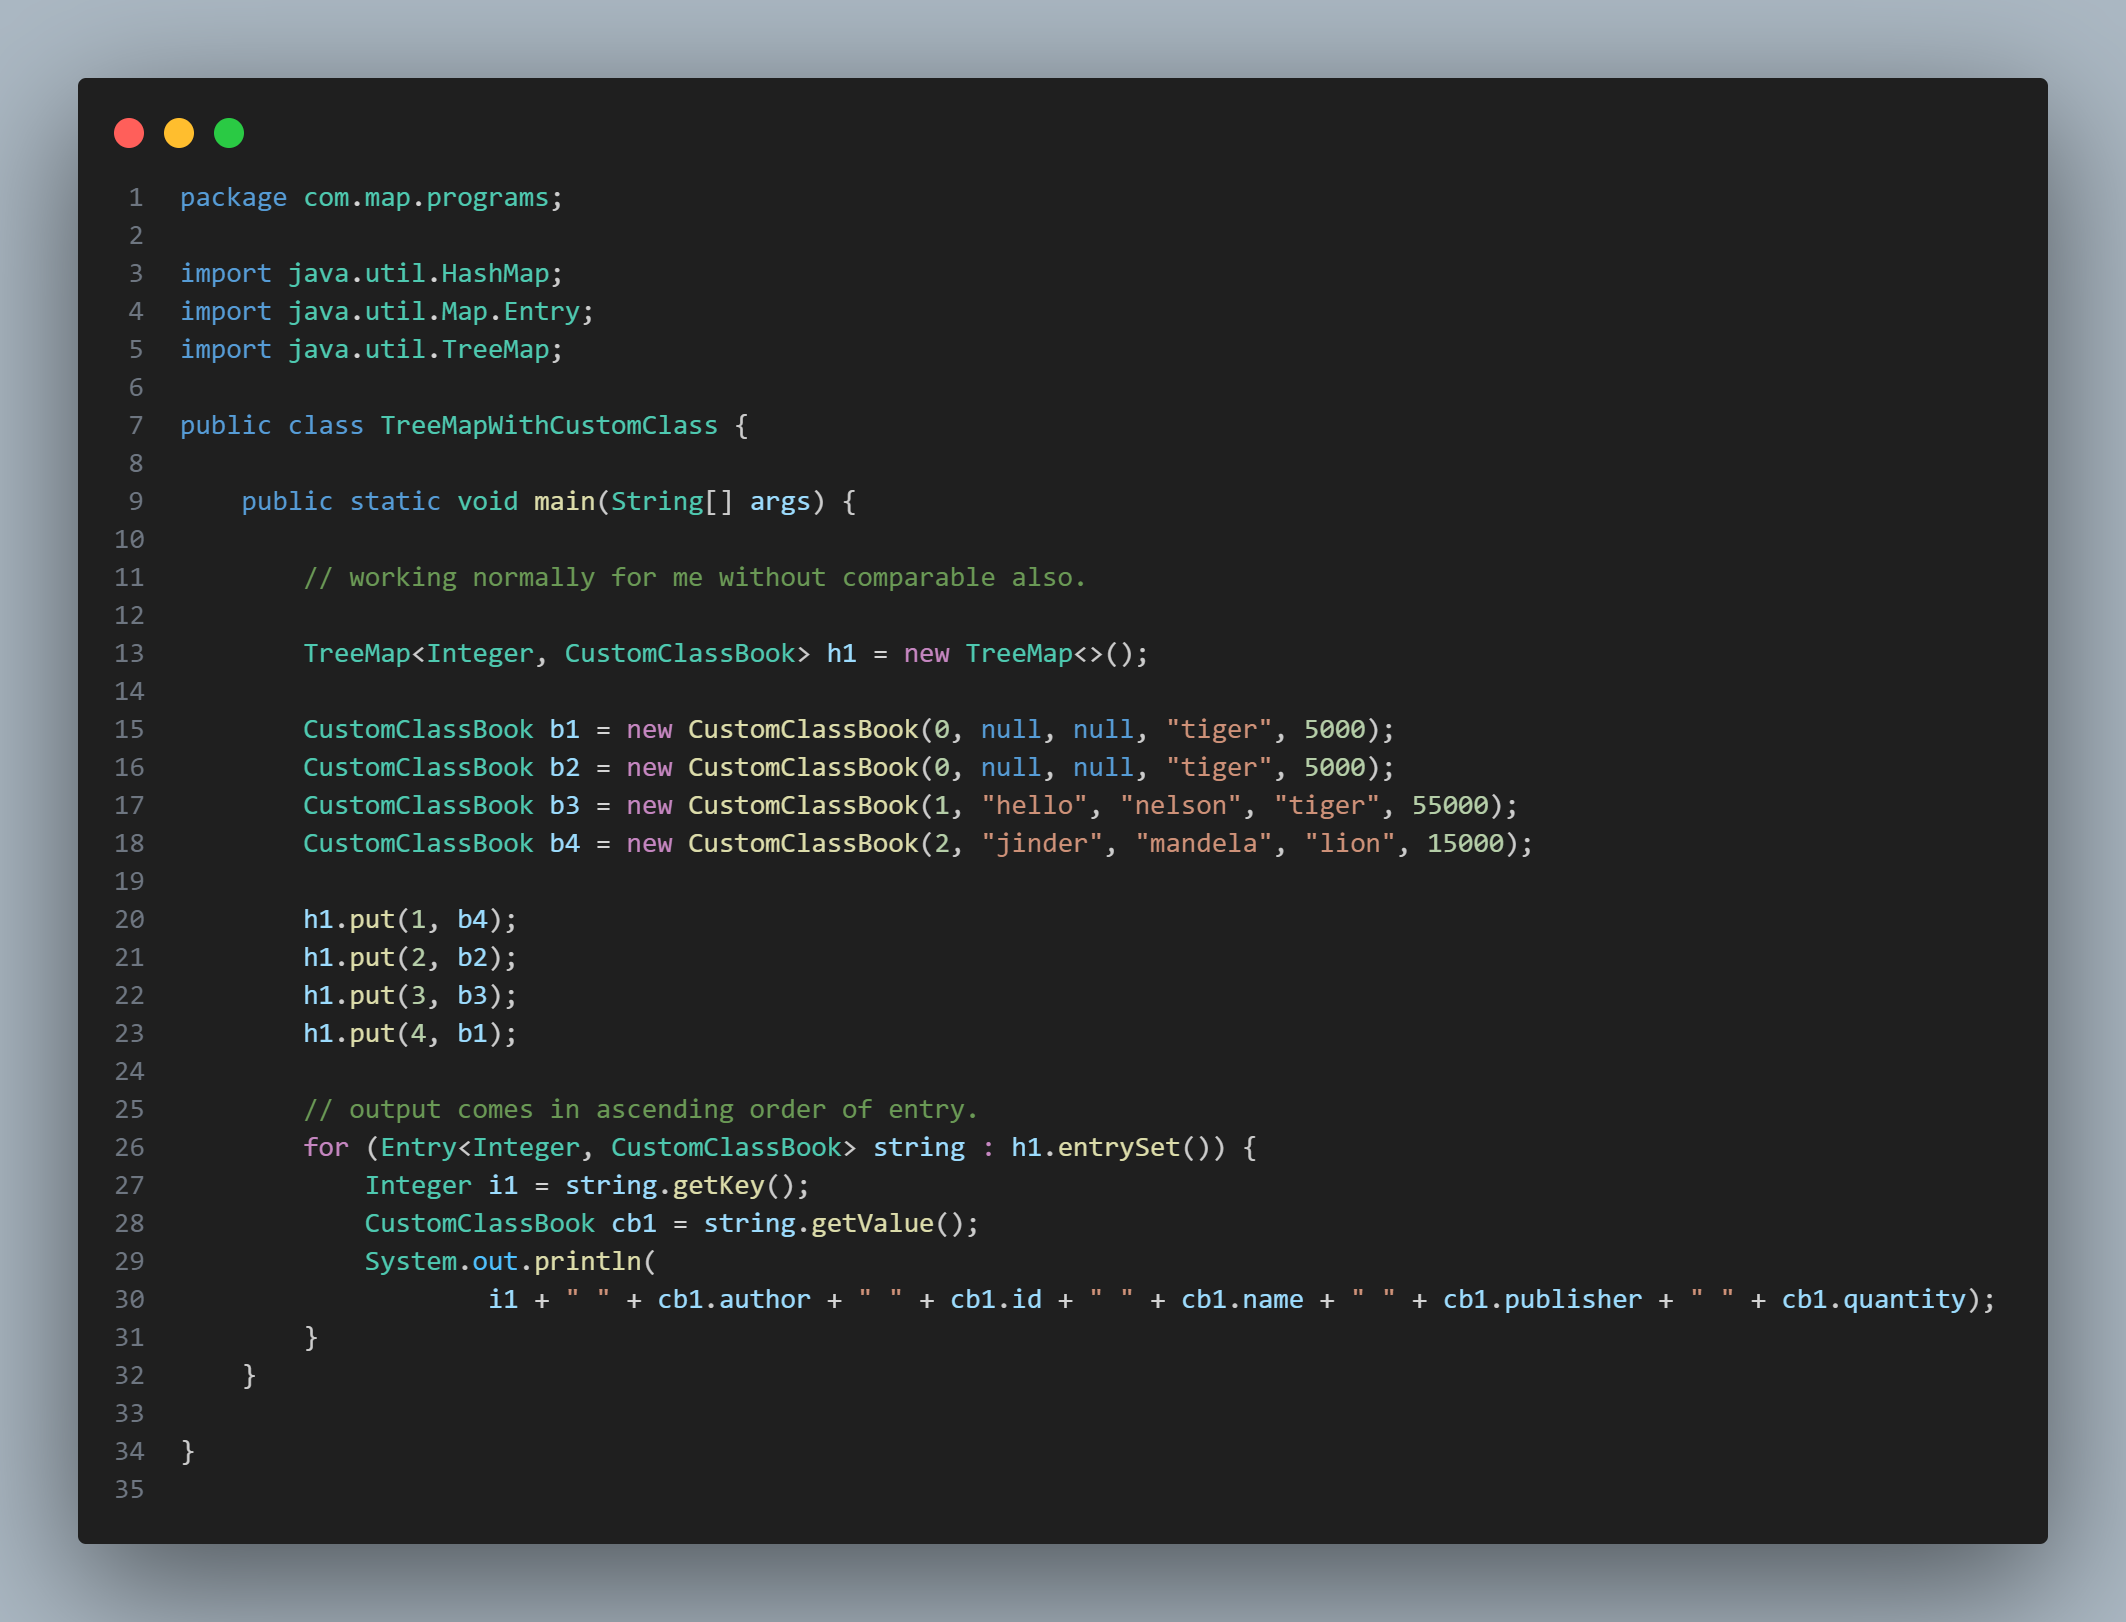 1 package com.map.programs;
2
3 import java.util.HashMap;
4 import java.util.Map.Entry;
5 import java.util.TreeMap;
6
7 public class TreeMapWithCustomClass {
8
9     public static void main(String[] args) {
10
11         // working normally for me without comparable also.
12
13         TreeMap<Integer, CustomClassBook> h1 = new TreeMap<>();
14
15         CustomClassBook b1 = new CustomClassBook(0, null, null, "tiger", 5000);
16         CustomClassBook b2 = new CustomClassBook(0, null, null, "tiger", 5000);
17         CustomClassBook b3 = new CustomClassBook(1, "hello", "nelson", "tiger", 55000);
18         CustomClassBook b4 = new CustomClassBook(2, "jinder", "mandela", "lion", 15000);
19
20         h1.put(1, b4);
21         h1.put(2, b2);
22         h1.put(3, b3);
23         h1.put(4, b1);
24
25         // output comes in ascending order of entry.
26         for (Entry<Integer, CustomClassBook> string : h1.entrySet()) {
27             Integer i1 = string.getKey();
28             CustomClassBook cb1 = string.getValue();
29             System.out.println(
30                     i1 + " " + cb1.author + " " + cb1.id + " " + cb1.name + " " + cb1.publisher + " " + cb1.quantity);
31         }
32     }
33
34 }
35